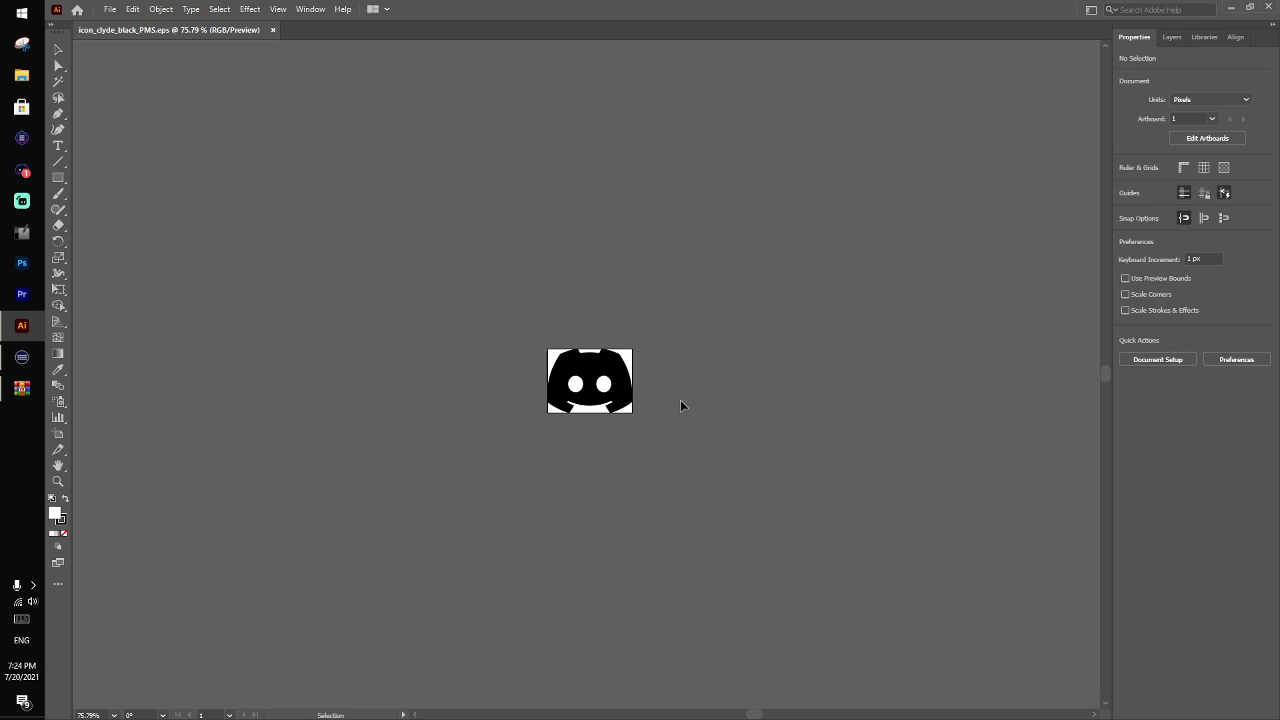 File Edit Object Type Select Effect View Window Help
Search Adobe Help
icon_clyde_black_PMS.eps @ 75.79 % (RGB/Preview) ×
Properties Layers Libraries Align
No Selection
Document
Units: Pixels
Artboard: 1
Edit Artboards
Ruler & Grids
Guides
Snap Options
Preferences
Keyboard Increment: 1 px
Use Preview Bounds
Scale Corners
Scale Strokes & Effects
Quick Actions
Document Setup Preferences
Ps
Pr
Ai
Ai
1
ENG
7:24 PM
7/20/2021
9
75.79% 0° 1 Selection